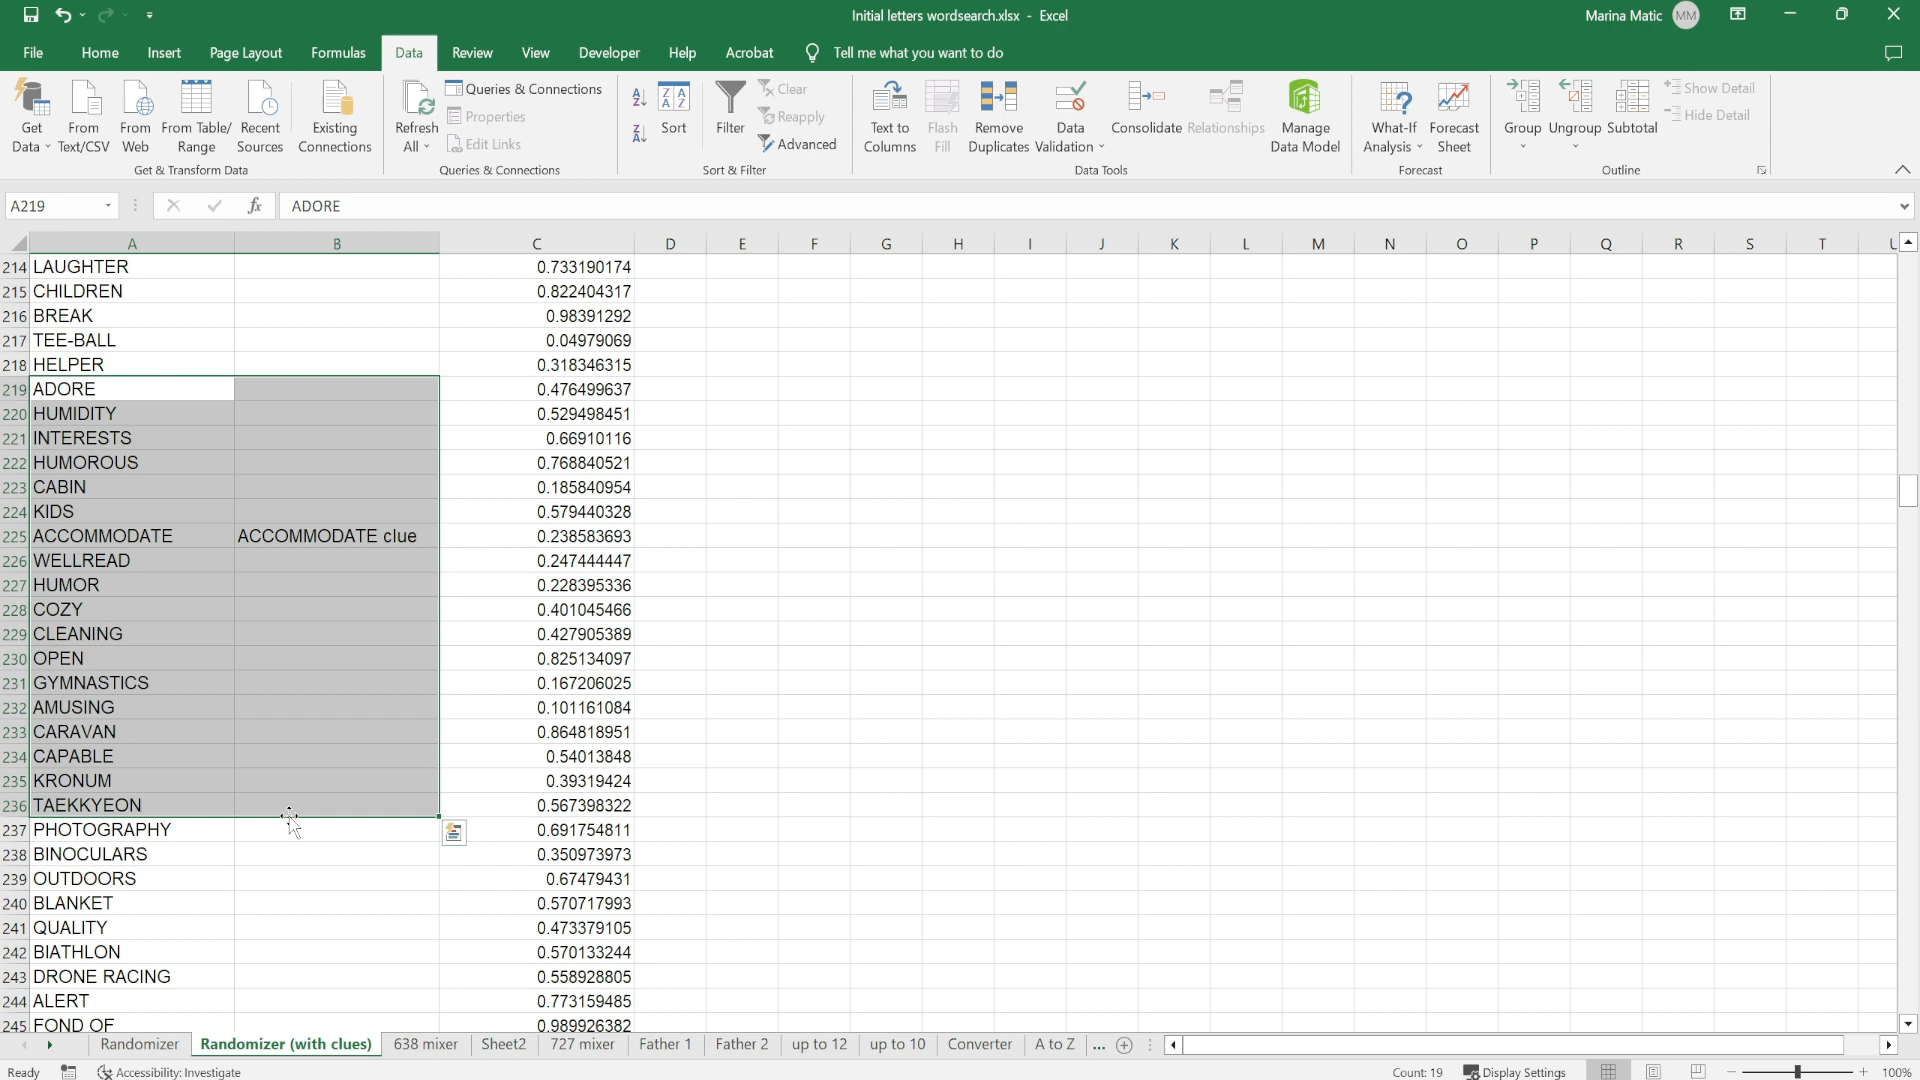 Initial letters wordsearch.xlsx - Excel
Marina Matic MM
File Home Insert Page Layout Formulas Data Review View Developer Help Acrobat Tell me what you want to do
Get Data
From Text/CSV
From Web
From Table/ Range
Recent Sources
Existing Connections
Get & Transform Data
Refresh All
Queries & Connections
Properties
Edit Links
Queries & Connections
Sort
Filter
Clear
Reapply
Advanced
Sort & Filter
Text to Columns
Flash Fill
Remove Duplicates
Data Validation
Consolidate
Relationships
Manage Data Model
Data Tools
What-If Analysis
Forecast Sheet
Forecast
Group
Ungroup
Subtotal
Show Detail
Hide Detail
Outline
A219 fx ADORE
A B C D E F G H I J K L M N O P Q R S T U
214 LAUGHTER 0.733190174
215 CHILDREN 0.822404317
216 BREAK 0.98391292
217 TEE-BALL 0.04979069
218 HELPER 0.318346315
219 ADORE 0.476499637
220 HUMIDITY 0.529498451
221 INTERESTS 0.66910116
222 HUMOROUS 0.768840521
223 CABIN 0.185840954
224 KIDS 0.579440328
225 ACCOMMODATE ACCOMMODATE clue 0.238583693
226 WELLREAD 0.247444447
227 HUMOR 0.228395336
228 COZY 0.401045466
229 CLEANING 0.427905389
230 OPEN 0.825134097
231 GYMNASTICS 0.167206025
232 AMUSING 0.101161084
233 CARAVAN 0.864818951
234 CAPABLE 0.54013848
235 KRONUM 0.39319424
236 TAEKKYEON 0.567398322
237 PHOTOGRAPHY 0.691754811
238 BINOCULARS 0.350973973
239 OUTDOORS 0.67479431
240 BLANKET 0.570717993
241 QUALITY 0.473379105
242 BIATHLON 0.570133244
243 DRONE RACING 0.558928805
244 ALERT 0.773159485
245 FOND OF 0.989926382
Randomizer Randomizer (with clues) 638 mixer Sheet2 727 mixer Father 1 Father 2 up to 12 up to 10 Converter A to Z ...
Ready Accessibility: Investigate Count: 19 Display Settings 100%